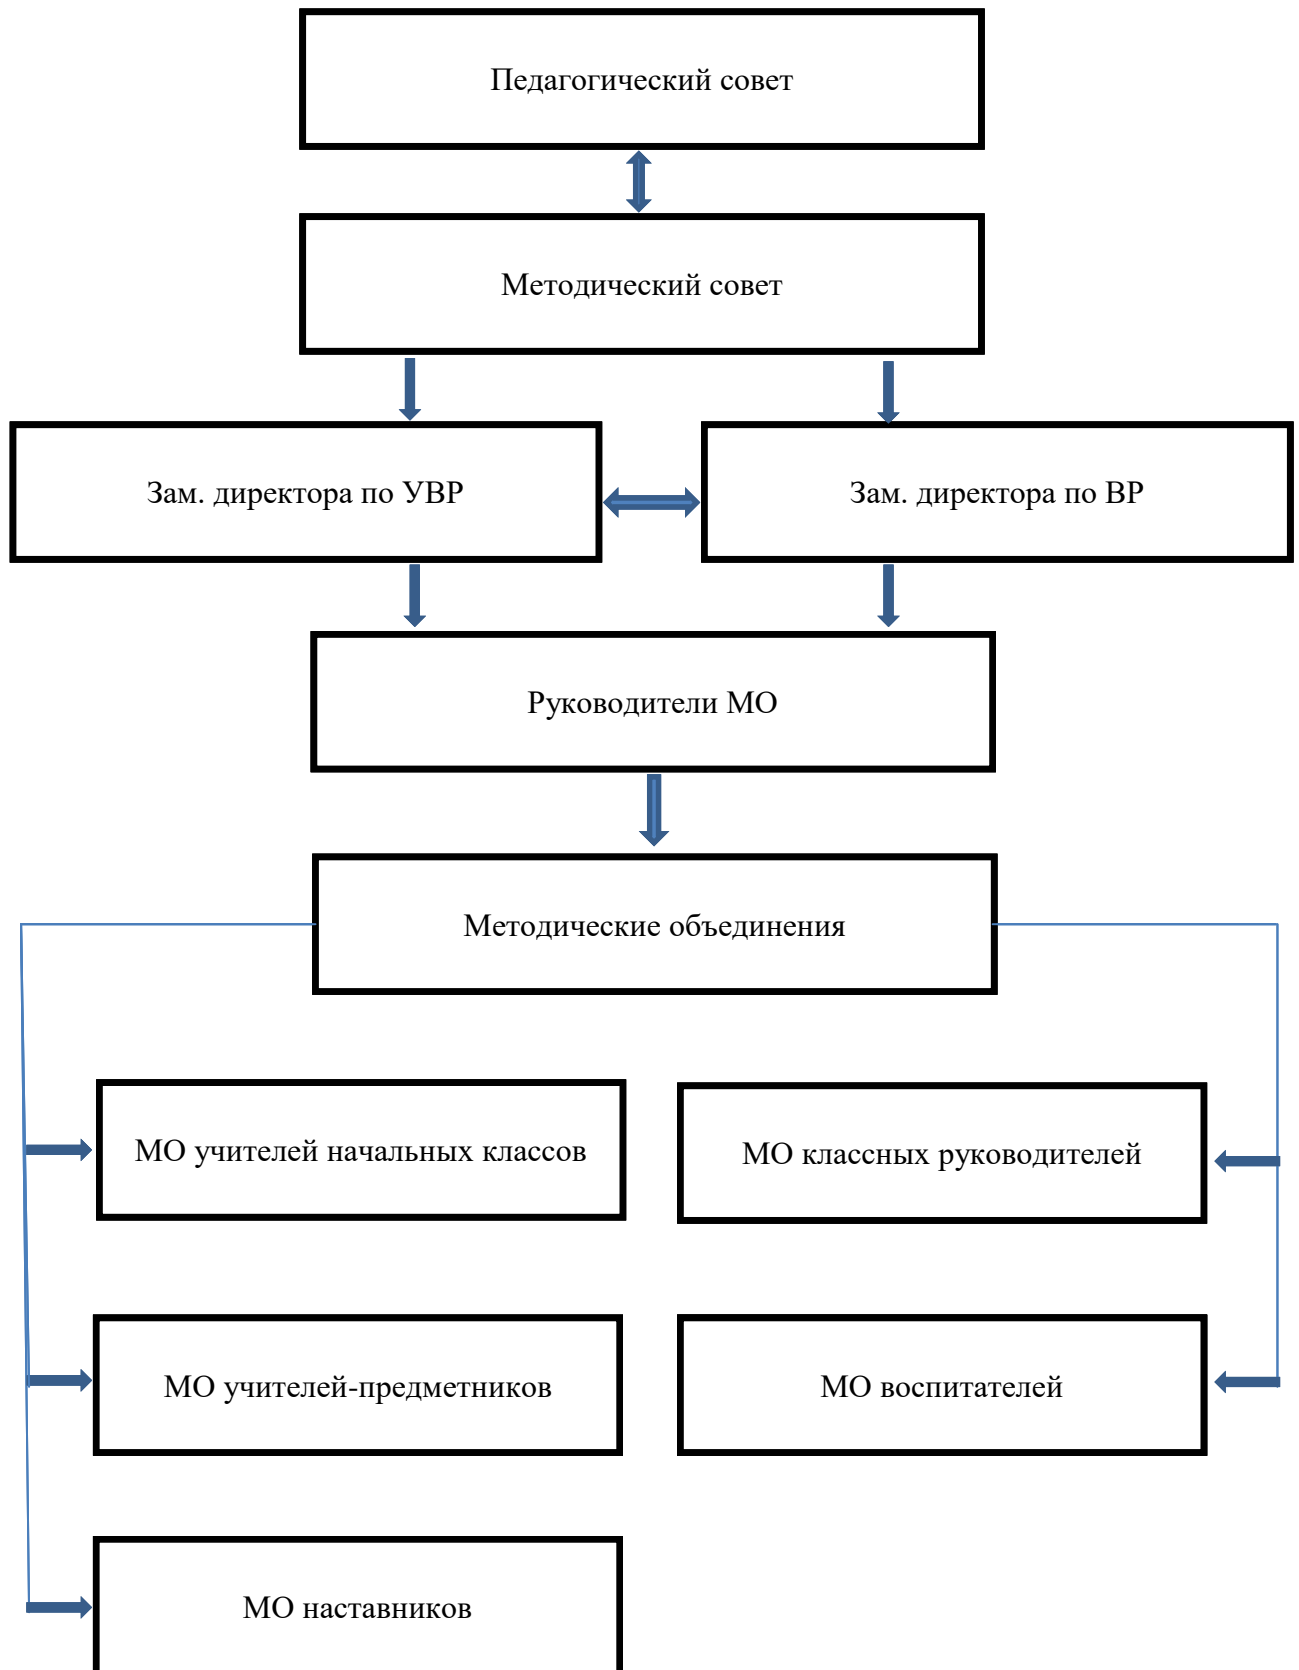 Педагогический совет
Методический совет
Зам. директора по УВР
Зам. директора по ВР
Руководители МО
Методические объединения
МО учителей начальных классов
МО классных руководителей
МО учителей-предметников
МО воспитателей
МО наставников